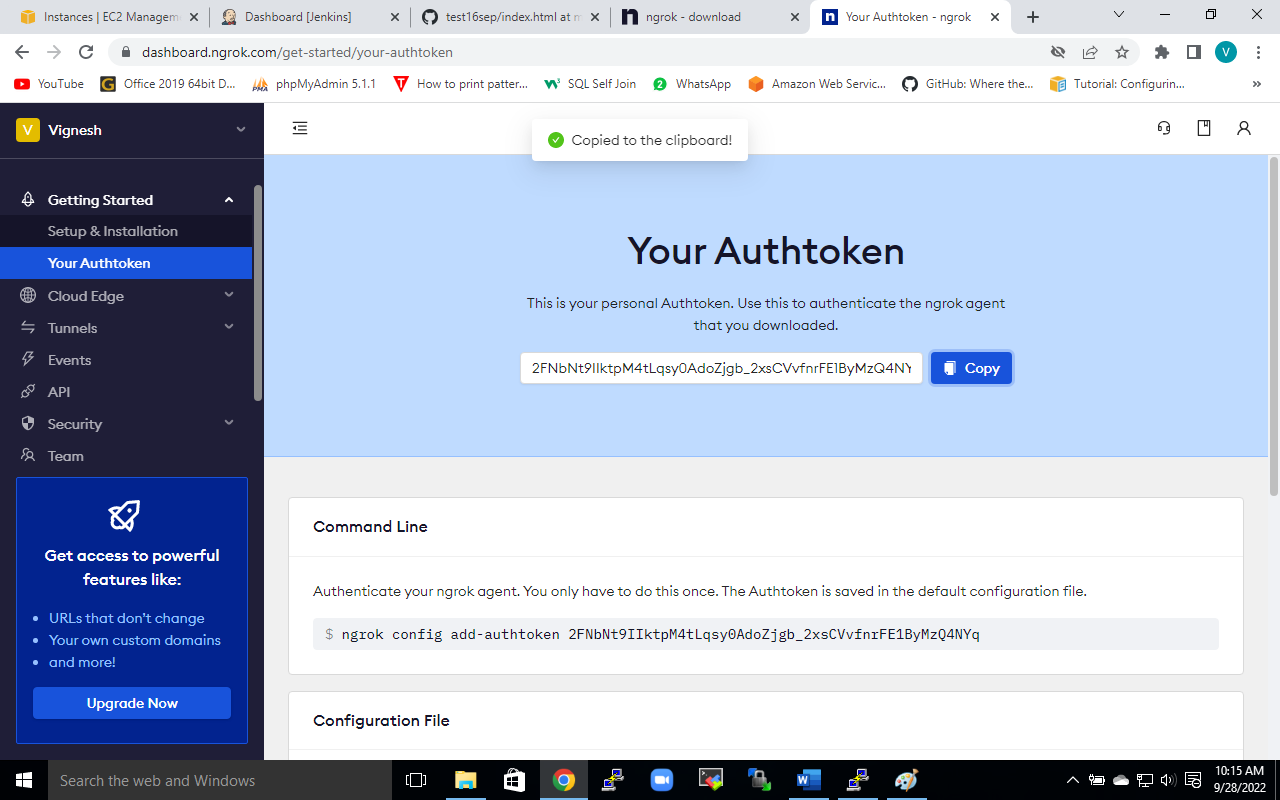 Instances | EC2 Managem
Dashboard [Jenkins]
test16sep/index.html at m
ngrok - download
Your Authtoken - ngrok
dashboard.ngrok.com/get-started/your-authtoken
V
YouTube
Office 2019 64bit D...
phpMyAdmin 5.1.1
How to print patter...
SQL Self Join
2
WhatsApp
Amazon Web Servic...
GitHub: Where the...
Tutorial: Configurin...
»
V
Vignesh
Copied to the clipboard!
Getting Started
Setup & Installation
Your Authtoken
Cloud Edge
Tunnels
Events
API
Security
Team
Get access to powerful
features like:
• URLs that don't change
• Your own custom domains
• and more!
Upgrade Now
Your Authtoken
This is your personal Authtoken. Use this to authenticate the ngrok agent
that you downloaded.
2FNbNt9IIktpM4tLqsy0AdoZjgb_2xsCVvfnrFE1ByMzQ4NY
Copy
Command Line
Authenticate your ngrok agent. You only have to do this once. The Authtoken is saved in the default configuration file.
$ ngrok config add-authtoken 2FNbNt9IIktpM4tLqsy0AdoZjgb_2xsCVvfnrFE1ByMzQ4NYq
Configuration File
Search the web and Windows
10:15 AM
9/28/2022